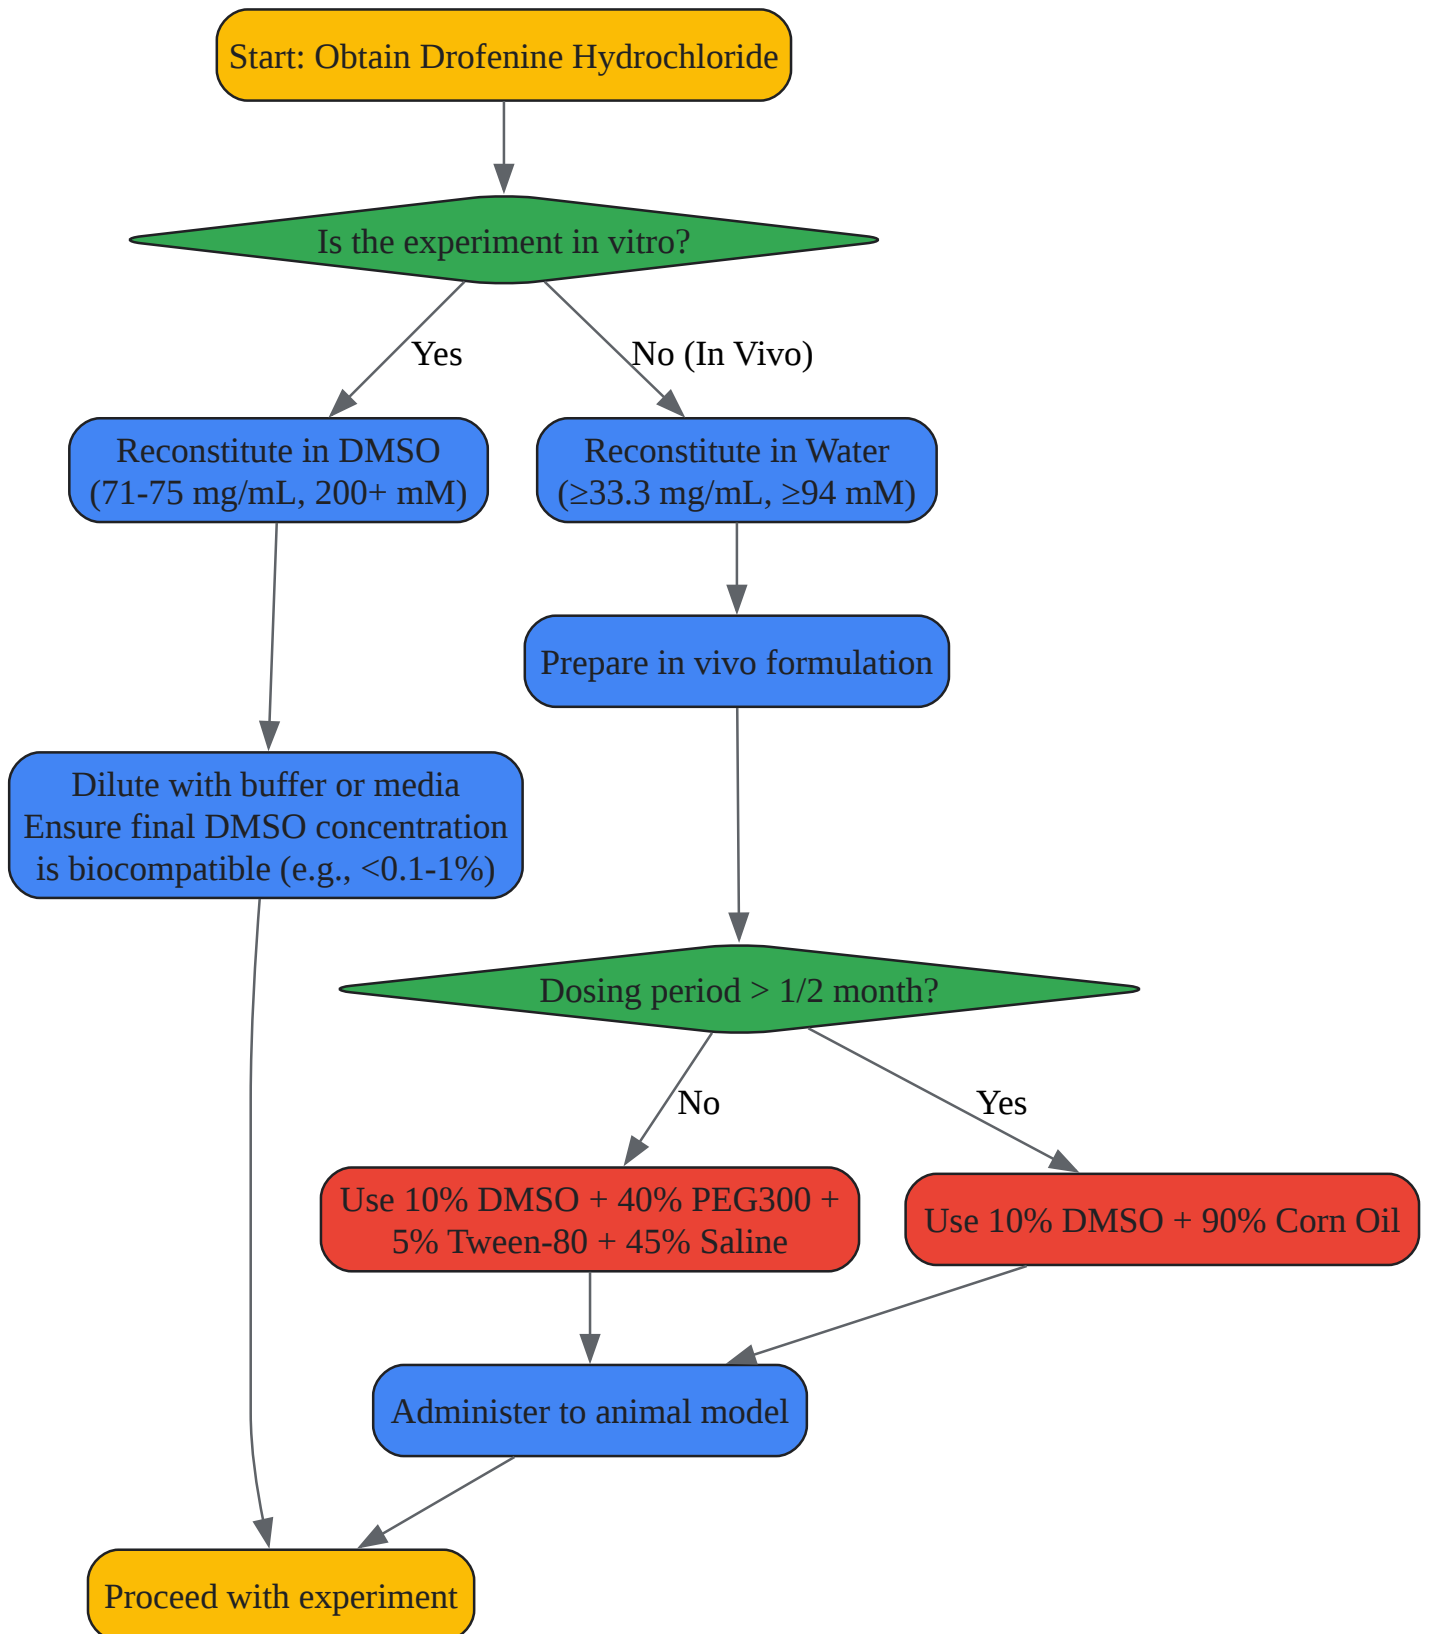 Start: Obtain Drofenine Hydrochloride
Is the experiment in vitro?
Yes
No (In Vivo)
Reconstitute in DMSO
(71-75 mg/mL, 200+ mM)
Reconstitute in Water
(≥33.3 mg/mL, ≥94 mM)
Prepare in vivo formulation
Dilute with buffer or media
Ensure final DMSO concentration
is biocompatible (e.g., <0.1-1%)
Dosing period > 1/2 month?
No
Yes
Use 10% DMSO + 40% PEG300 +
5% Tween-80 + 45% Saline
Use 10% DMSO + 90% Corn Oil
Administer to animal model
Proceed with experiment